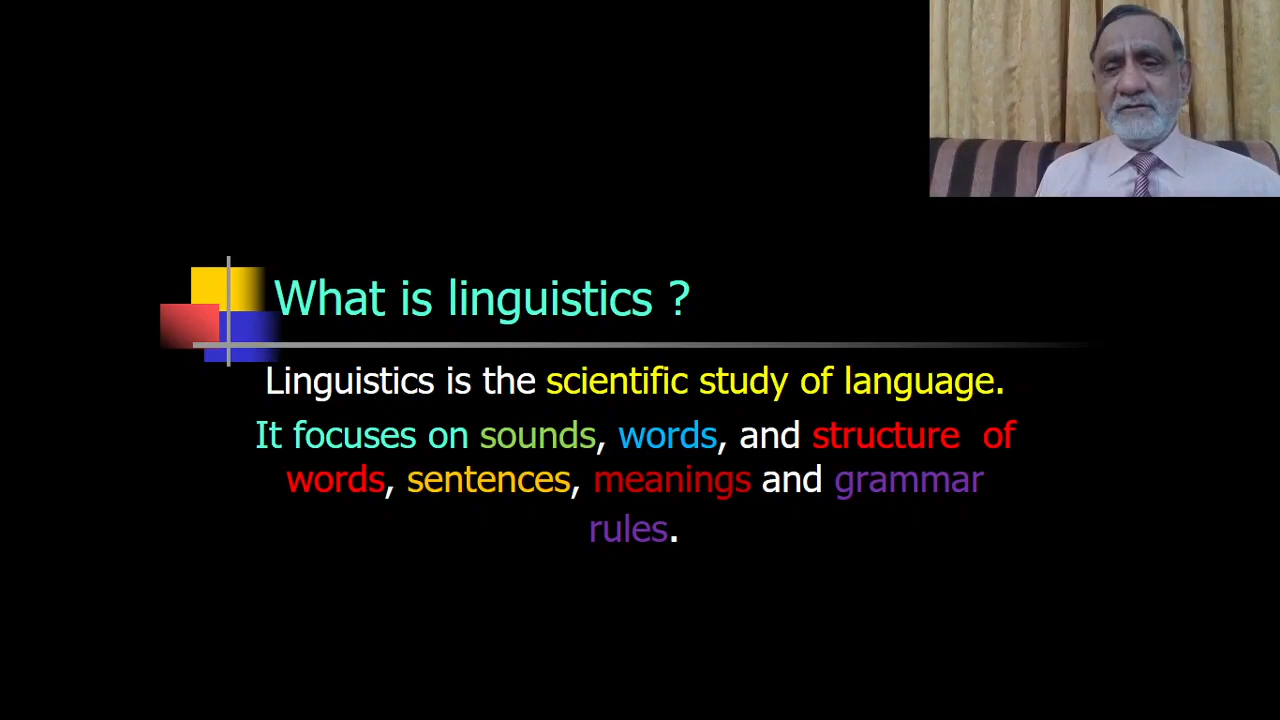 What is linguistics ?
Linguistics is the scientific study of language.
It focuses on sounds, words, and structure of
words, sentences, meanings and grammar
rules.